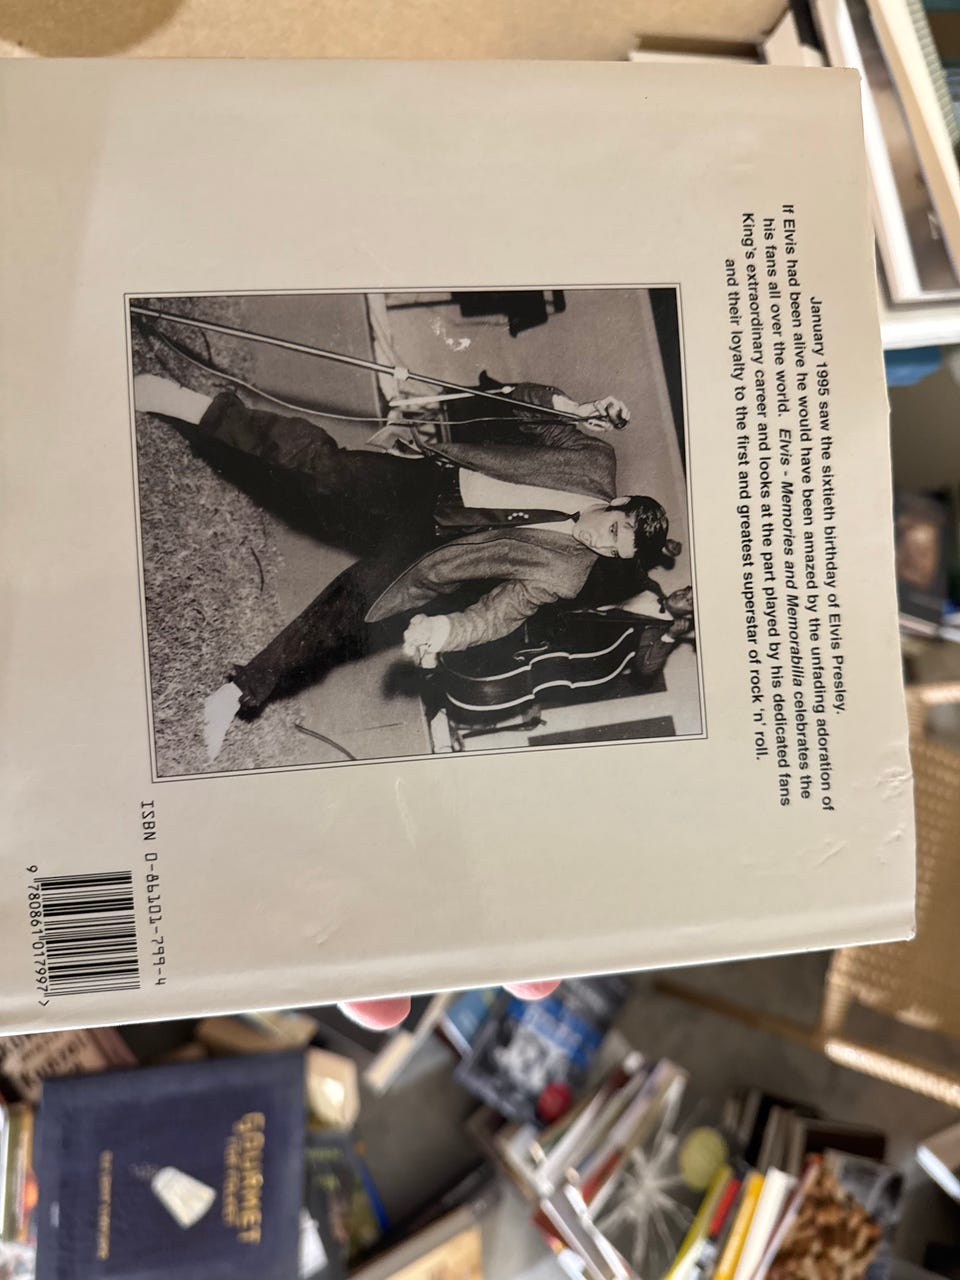 January 1995 saw the sixtieth birthday of Elvis Presley.
If Elvis had been alive he would have been amazed by the unfading adoration of
his fans all over the world. Elvis - Memories and Memorabilia celebrates the
King's extraordinary career and looks at the part played by his dedicated fans
and their loyalty to the first and greatest superstar of rock 'n' roll.
ISBN 0-86101-799-4
9 780861 017997 >
GOURMET